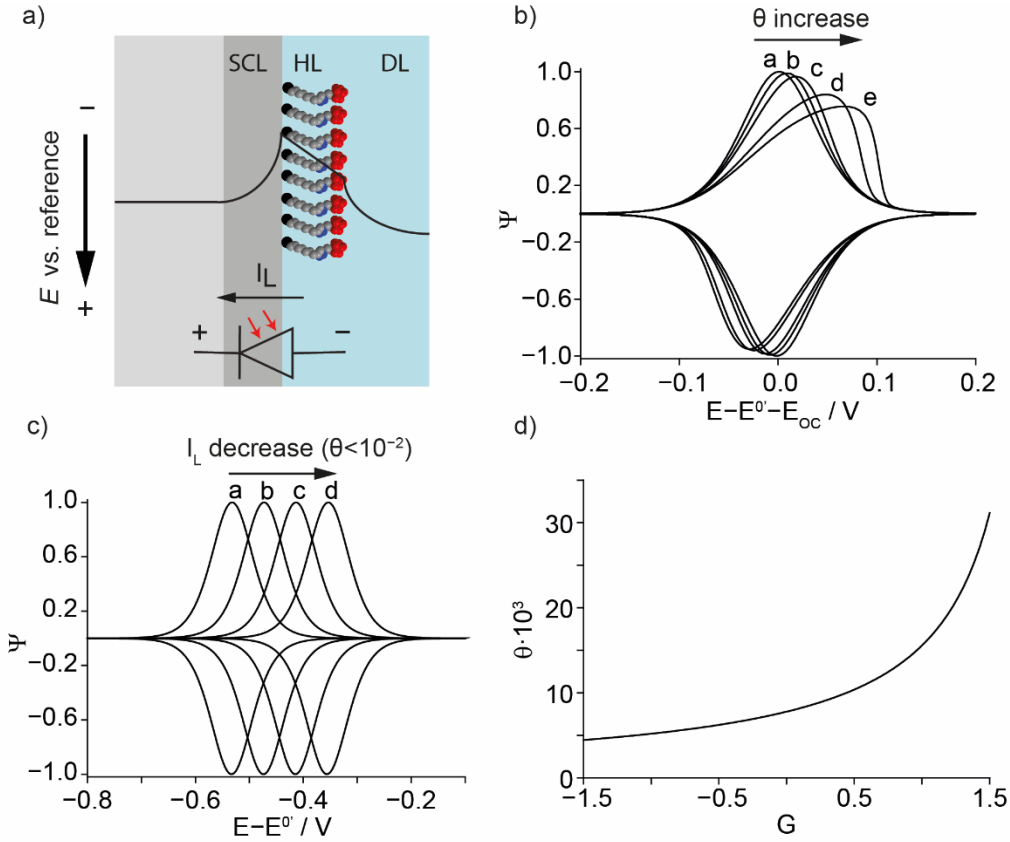 a)
SCL HL DL
−
E vs. reference
+
I_L
+ −
b)
θ increase
a b c d e
1.0
0.6
0.2
−0.2
−0.6
−1.0
Ψ
−0.2 −0.1 0.0 0.1 0.2
E−E⁰'−E_OC / V
c)
I_L decrease (θ<10⁻²)
a b c d
1.0
0.6
0.2
−0.2
−0.6
−1.0
Ψ
−0.8 −0.6 −0.4 −0.2
E−E⁰' / V
d)
30
20
10
0
θ·10³
−1.5 −0.5 0.5 1.5
G